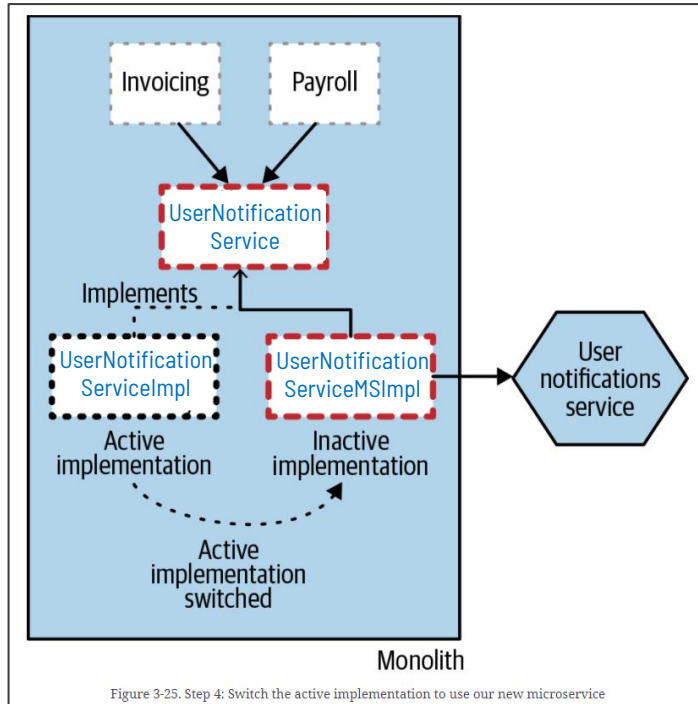 Invoicing
Payroll
UserNotification
Service
Implements
UserNotification
ServiceImpl
UserNotification
ServiceMSImpl
User
notifications
service
Active
implementation
Inactive
implementation
Active
implementation
switched
Monolith
Figure 3-25. Step 4: Switch the active implementation to use our new microservice